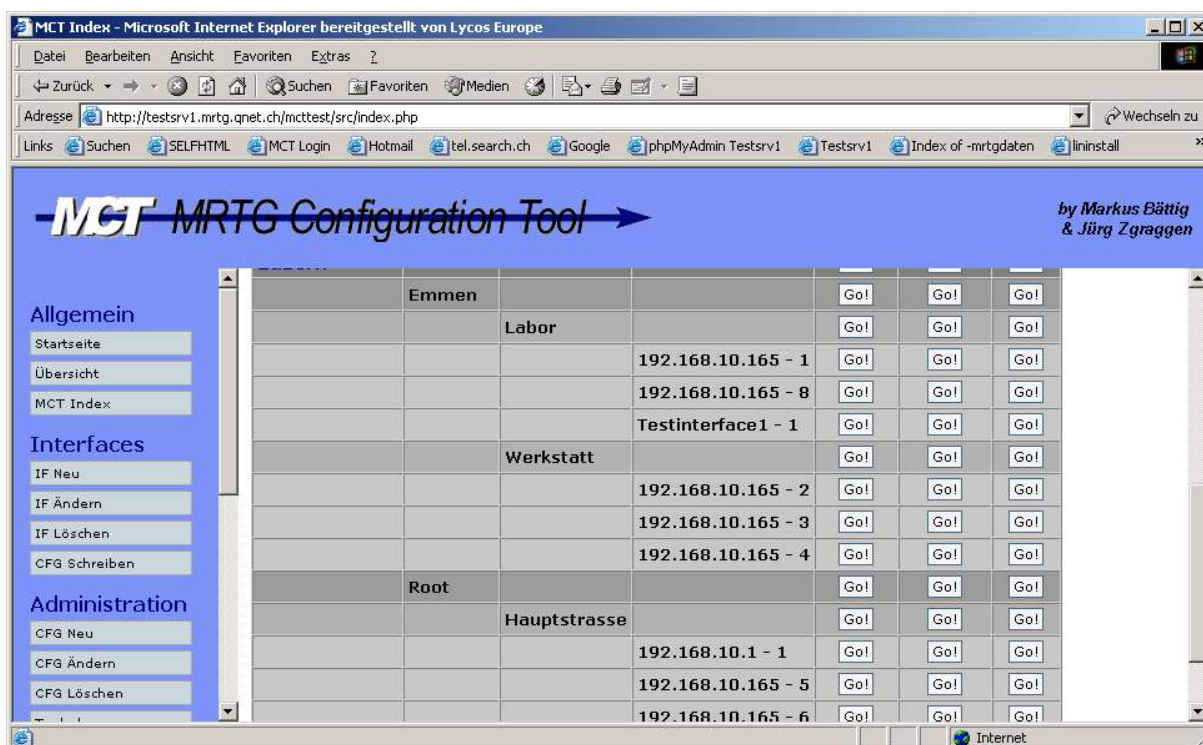 MCT Index - Microsoft Internet Explorer bereitgestellt von Lycos Europe
Datei Bearbeiten Ansicht Favoriten Extras ?
Zurück Suchen Favoriten Medien
Adresse http://testsrv1.mrtg.qnet.ch/mcttest/src/index.php Wechseln zu
Links Suchen SELFHTML MCT Login Hotmail tel.search.ch Google phpMyAdmin Testsrv1 Testsrv1 Index of -mrtgdaten lininstall »
MCT MRTG Configuration Tool
by Markus Bättig
& Jürg Zgraggen
Allgemein
Startseite
Übersicht
MCT Index
Interfaces
IF Neu
IF Ändern
IF Löschen
CFG Schreiben
Administration
CFG Neu
CFG Ändern
CFG Löschen
Emmen Go! Go! Go!
Labor Go! Go! Go!
192.168.10.165 - 1 Go! Go! Go!
192.168.10.165 - 8 Go! Go! Go!
Testinterface1 - 1 Go! Go! Go!
Werkstatt Go! Go! Go!
192.168.10.165 - 2 Go! Go! Go!
192.168.10.165 - 3 Go! Go! Go!
192.168.10.165 - 4 Go! Go! Go!
Root Go! Go! Go!
Hauptstrasse Go! Go! Go!
192.168.10.1 - 1 Go! Go! Go!
192.168.10.165 - 5 Go! Go! Go!
192.168.10.165 - 6 Go! Go! Go!
Internet